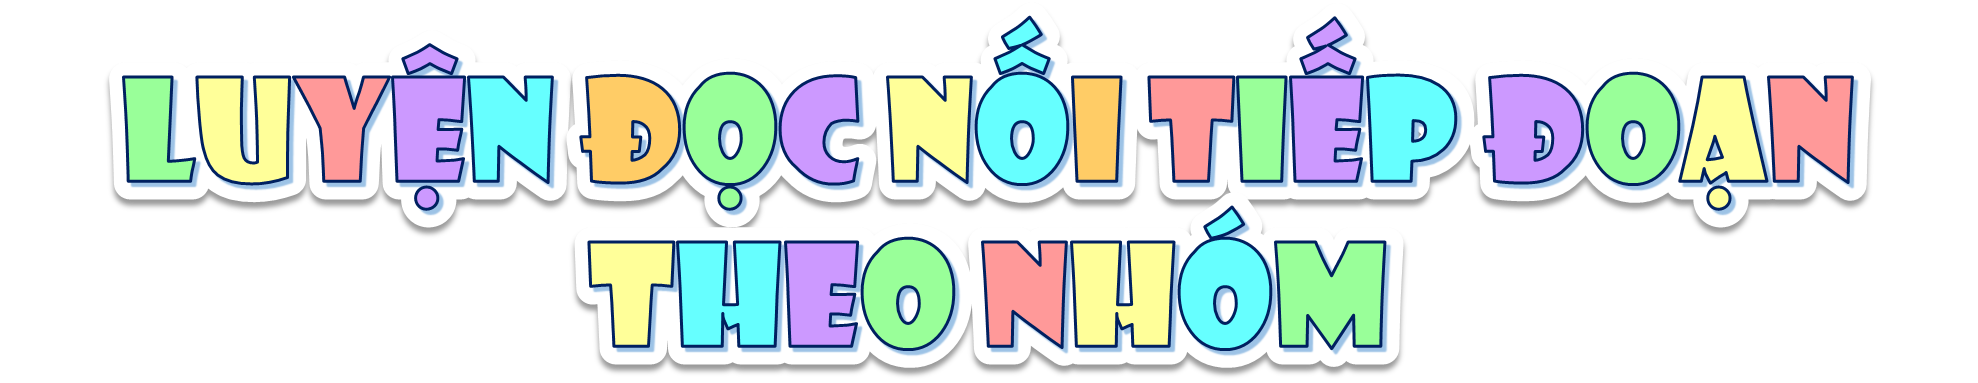 LUYỆN ĐỌC NỐI TIẾP ĐOẠN
THEO NHÓM